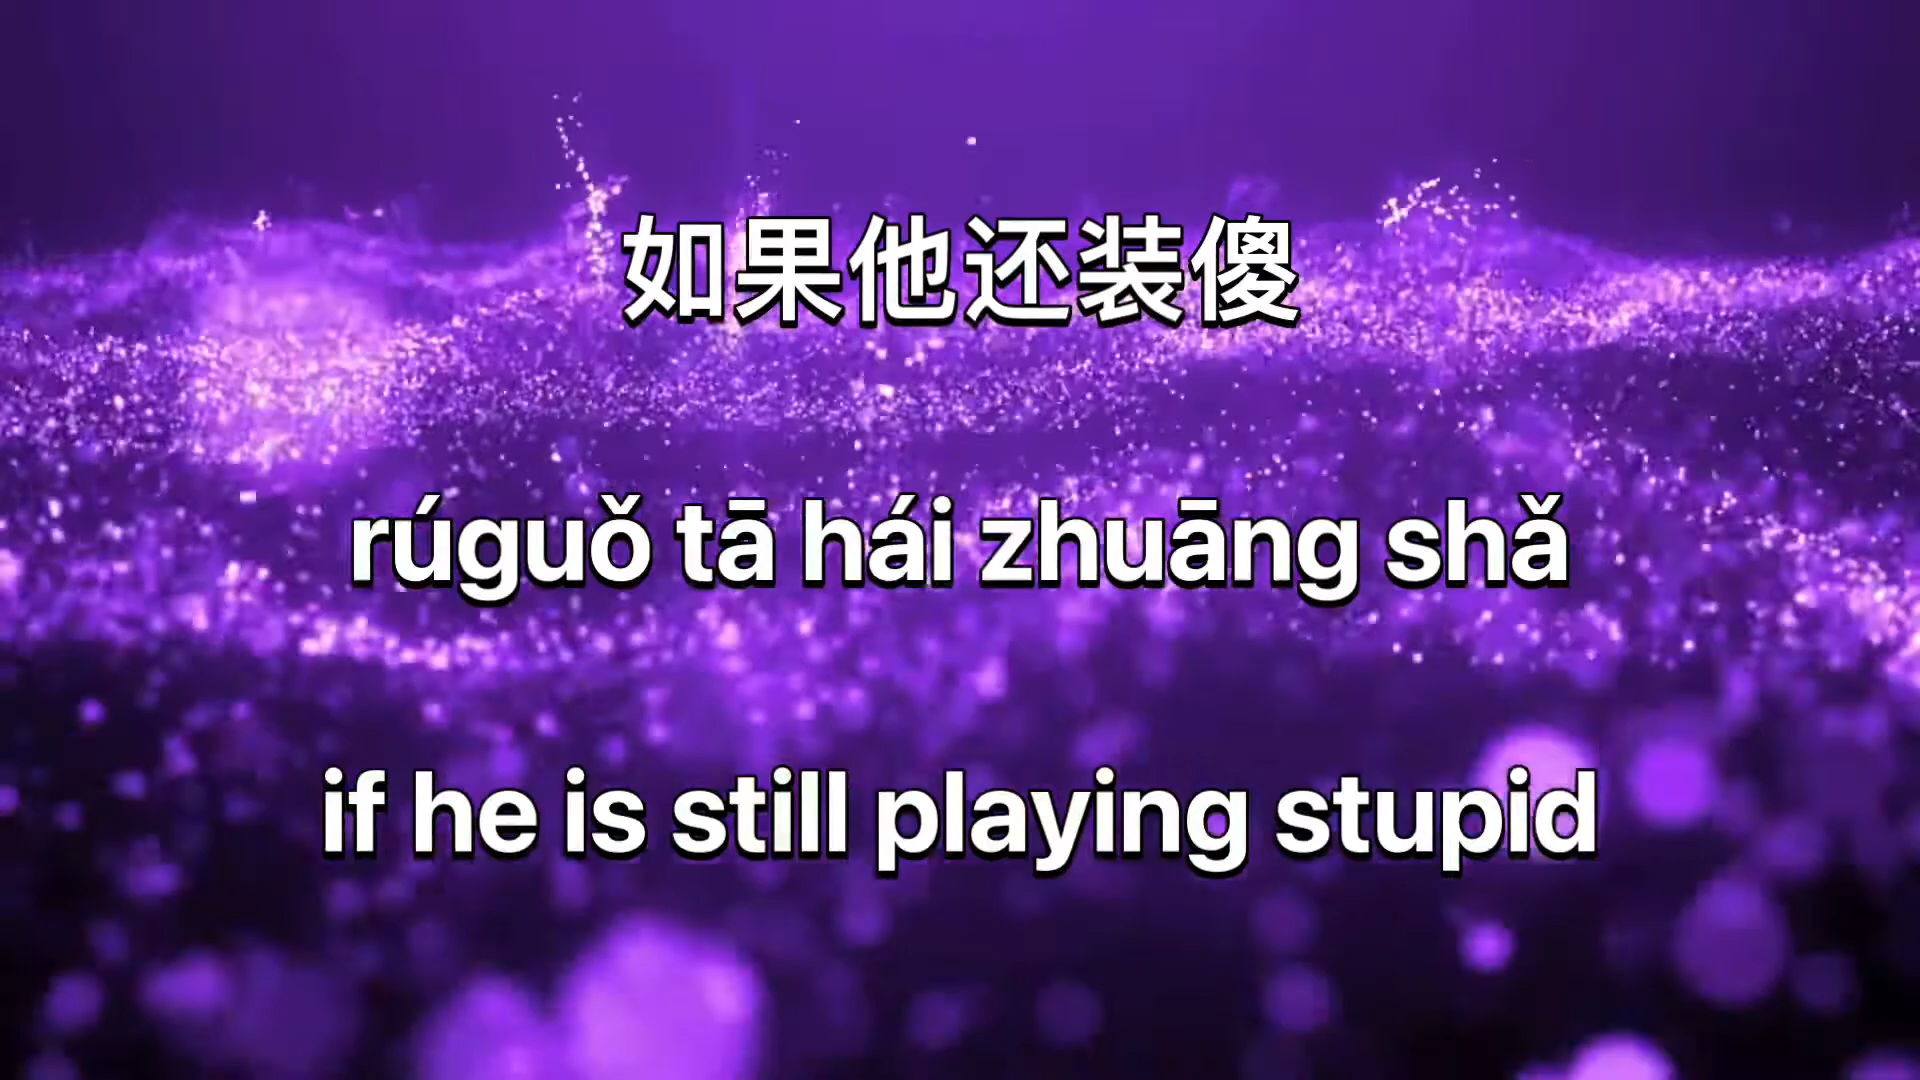 如果他还装傻
rúguǒ tā hái zhuāng shǎ
if he is still playing stupid